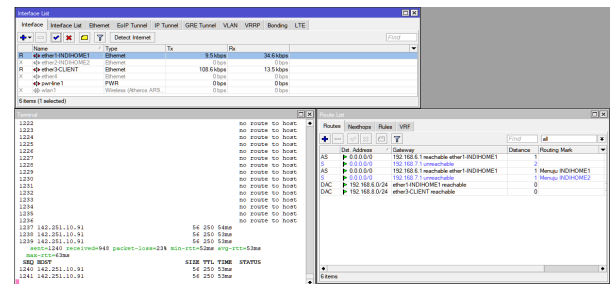 Interface List
Interface Interface List Ethernet EoIP Tunnel IP Tunnel GRE Tunnel VLAN VRRP Bonding LTE
Detect Internet
Find
Name Type Tx Rx
R ether1-INDIHOME1 Ethernet 9.5 kbps 34.6 kbps
X ether2-INDIHOME2 Ethernet 0 bps 0 bps
R ether3-CLIENT Ethernet 108.6 kbps 13.5 kbps
X ether4 Ethernet 0 bps 0 bps
pwr-line1 PWR 0 bps 0 bps
X wlan1 Wireless (Atheros AR9... 0 bps 0 bps
6 items (1 selected)
Terminal
1222 no route to host
1223 no route to host
1224 no route to host
1225 no route to host
1226 no route to host
1227 no route to host
1228 no route to host
1229 no route to host
1230 no route to host
1231 no route to host
1232 no route to host
1233 no route to host
1234 no route to host
1235 no route to host
1236 no route to host
1237 142.251.10.91 56 250 54ms
1238 142.251.10.91 56 250 53ms
1239 142.251.10.91 56 250 53ms
sent=1240 received=948 packet-loss=23% min-rtt=52ms avg-rtt=53ms
max-rtt=63ms
SEQ HOST SIZE TTL TIME STATUS
1240 142.251.10.91 56 250 53ms
1241 142.251.10.91 56 250 53ms
Route List
Routes Nexthops Rules VRF
Find all
Dst. Address Gateway Distance Routing Mark
AS 0.0.0.0/0 192.168.6.1 reachable ether1-INDIHOME1 1
S 0.0.0.0/0 192.168.7.1 unreachable 2
AS 0.0.0.0/0 192.168.6.1 reachable ether1-INDIHOME1 1 Menuju INDIHOME1
S 0.0.0.0/0 192.168.7.1 unreachable 1 Menuju INDIHOME2
DAC 192.168.6.0/24 ether1-INDIHOME1 reachable 0
DAC 192.168.8.0/24 ether3-CLIENT reachable 0
6 items